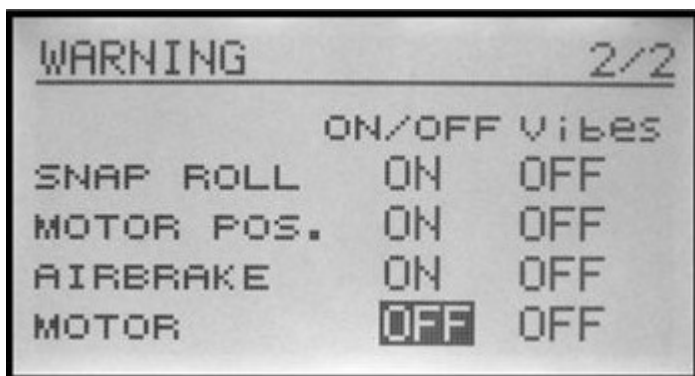 WARNING 2/2
ON/OFF Vibes
SNAP ROLL ON OFF
MOTOR POS. ON OFF
AIRBRAKE ON OFF
MOTOR OFF OFF